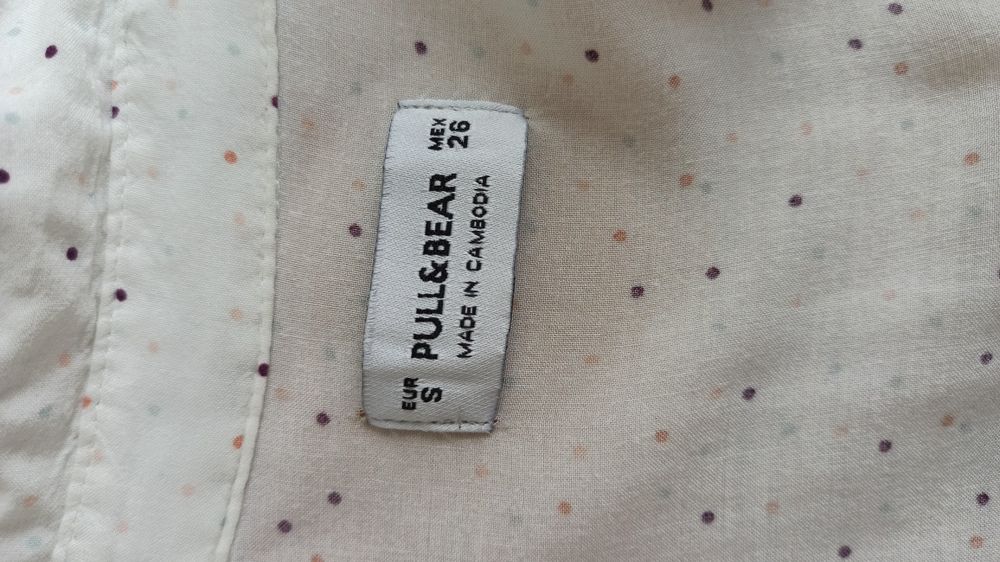 EUR S PULL&BEAR MEX 26
MADE IN CAMBODIA